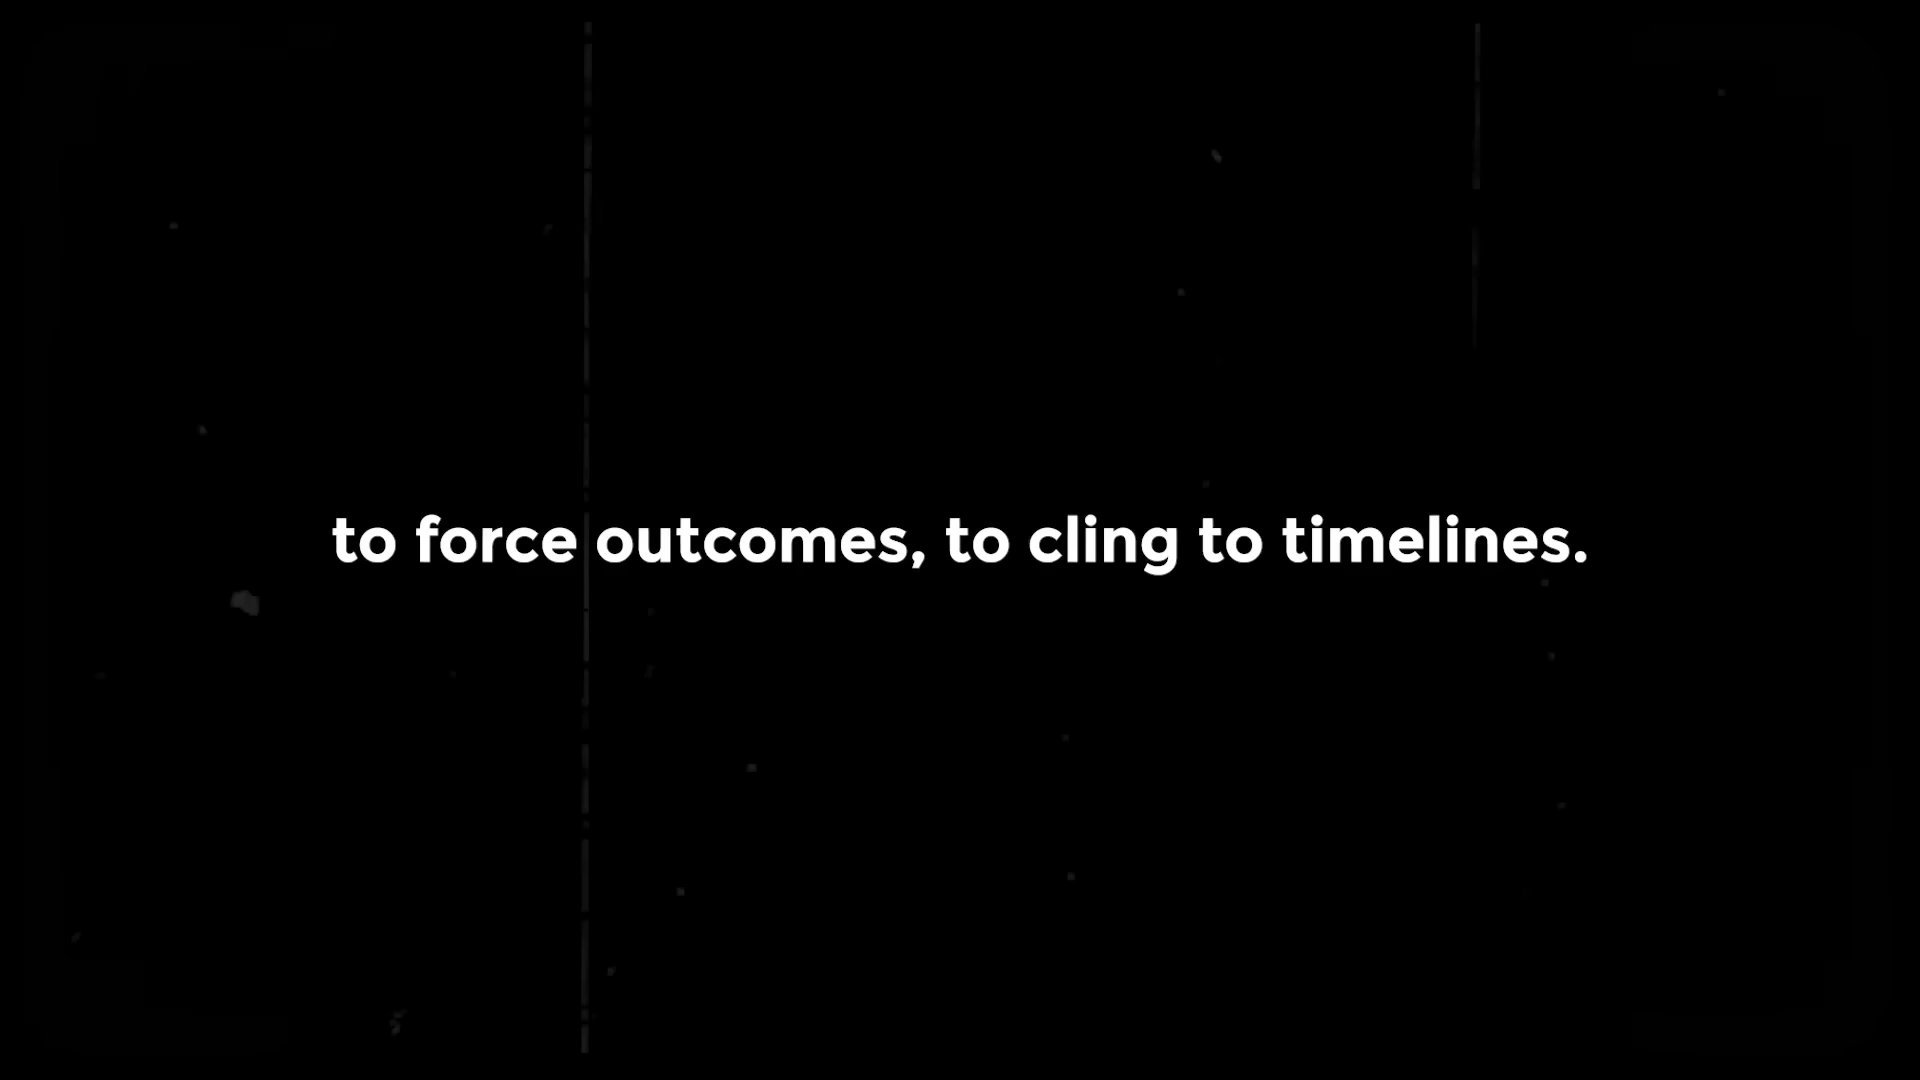 to force outcomes, to cling to timelines.